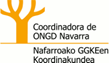 Coordinadora de
ONGD Navarra
Nafarroako GGKEen
Koordinakundea